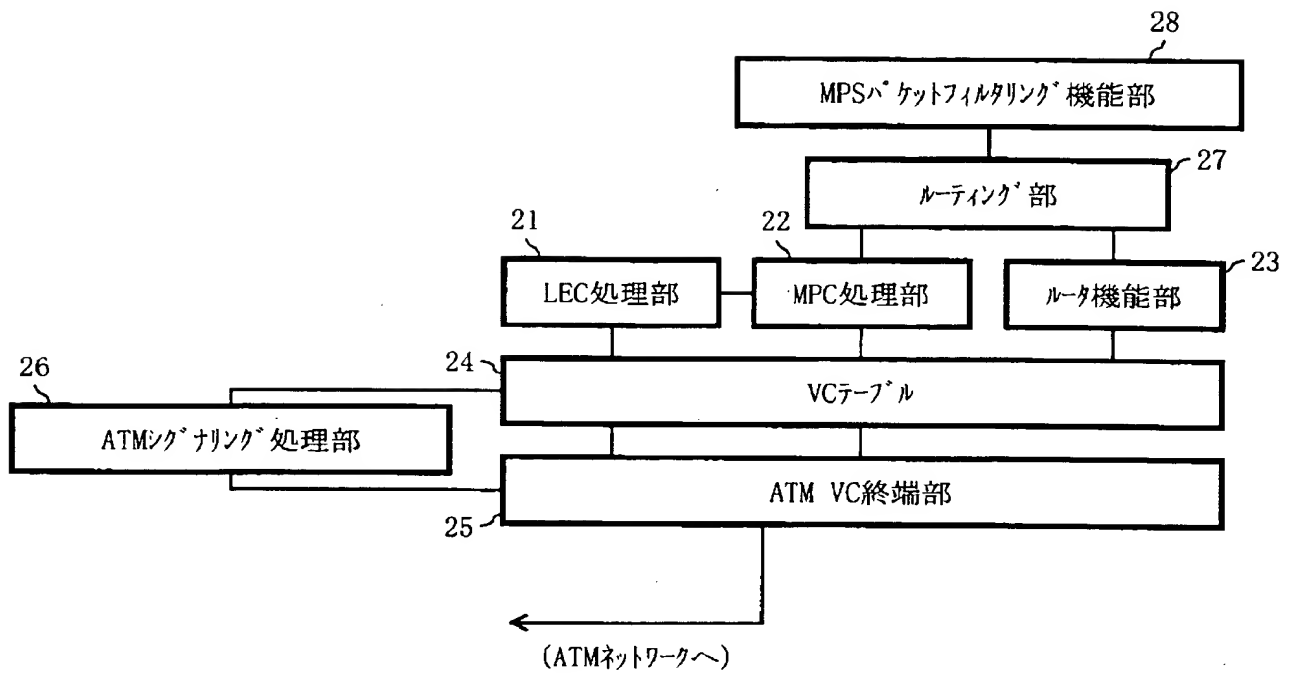 28
MPSﾊﾟｹｯﾄﾌｨﾙﾀﾘﾝｸﾞ機能部
27
ﾙｰﾃｨﾝｸﾞ部
21
22
23
LEC処理部
MPC処理部
ﾙｰﾀ機能部
26
24
VCﾃｰﾌﾞﾙ
ATMｼｸﾞﾅﾘﾝｸﾞ処理部
ATM VC終端部
25
(ATMﾈｯﾄﾜｰｸへ)